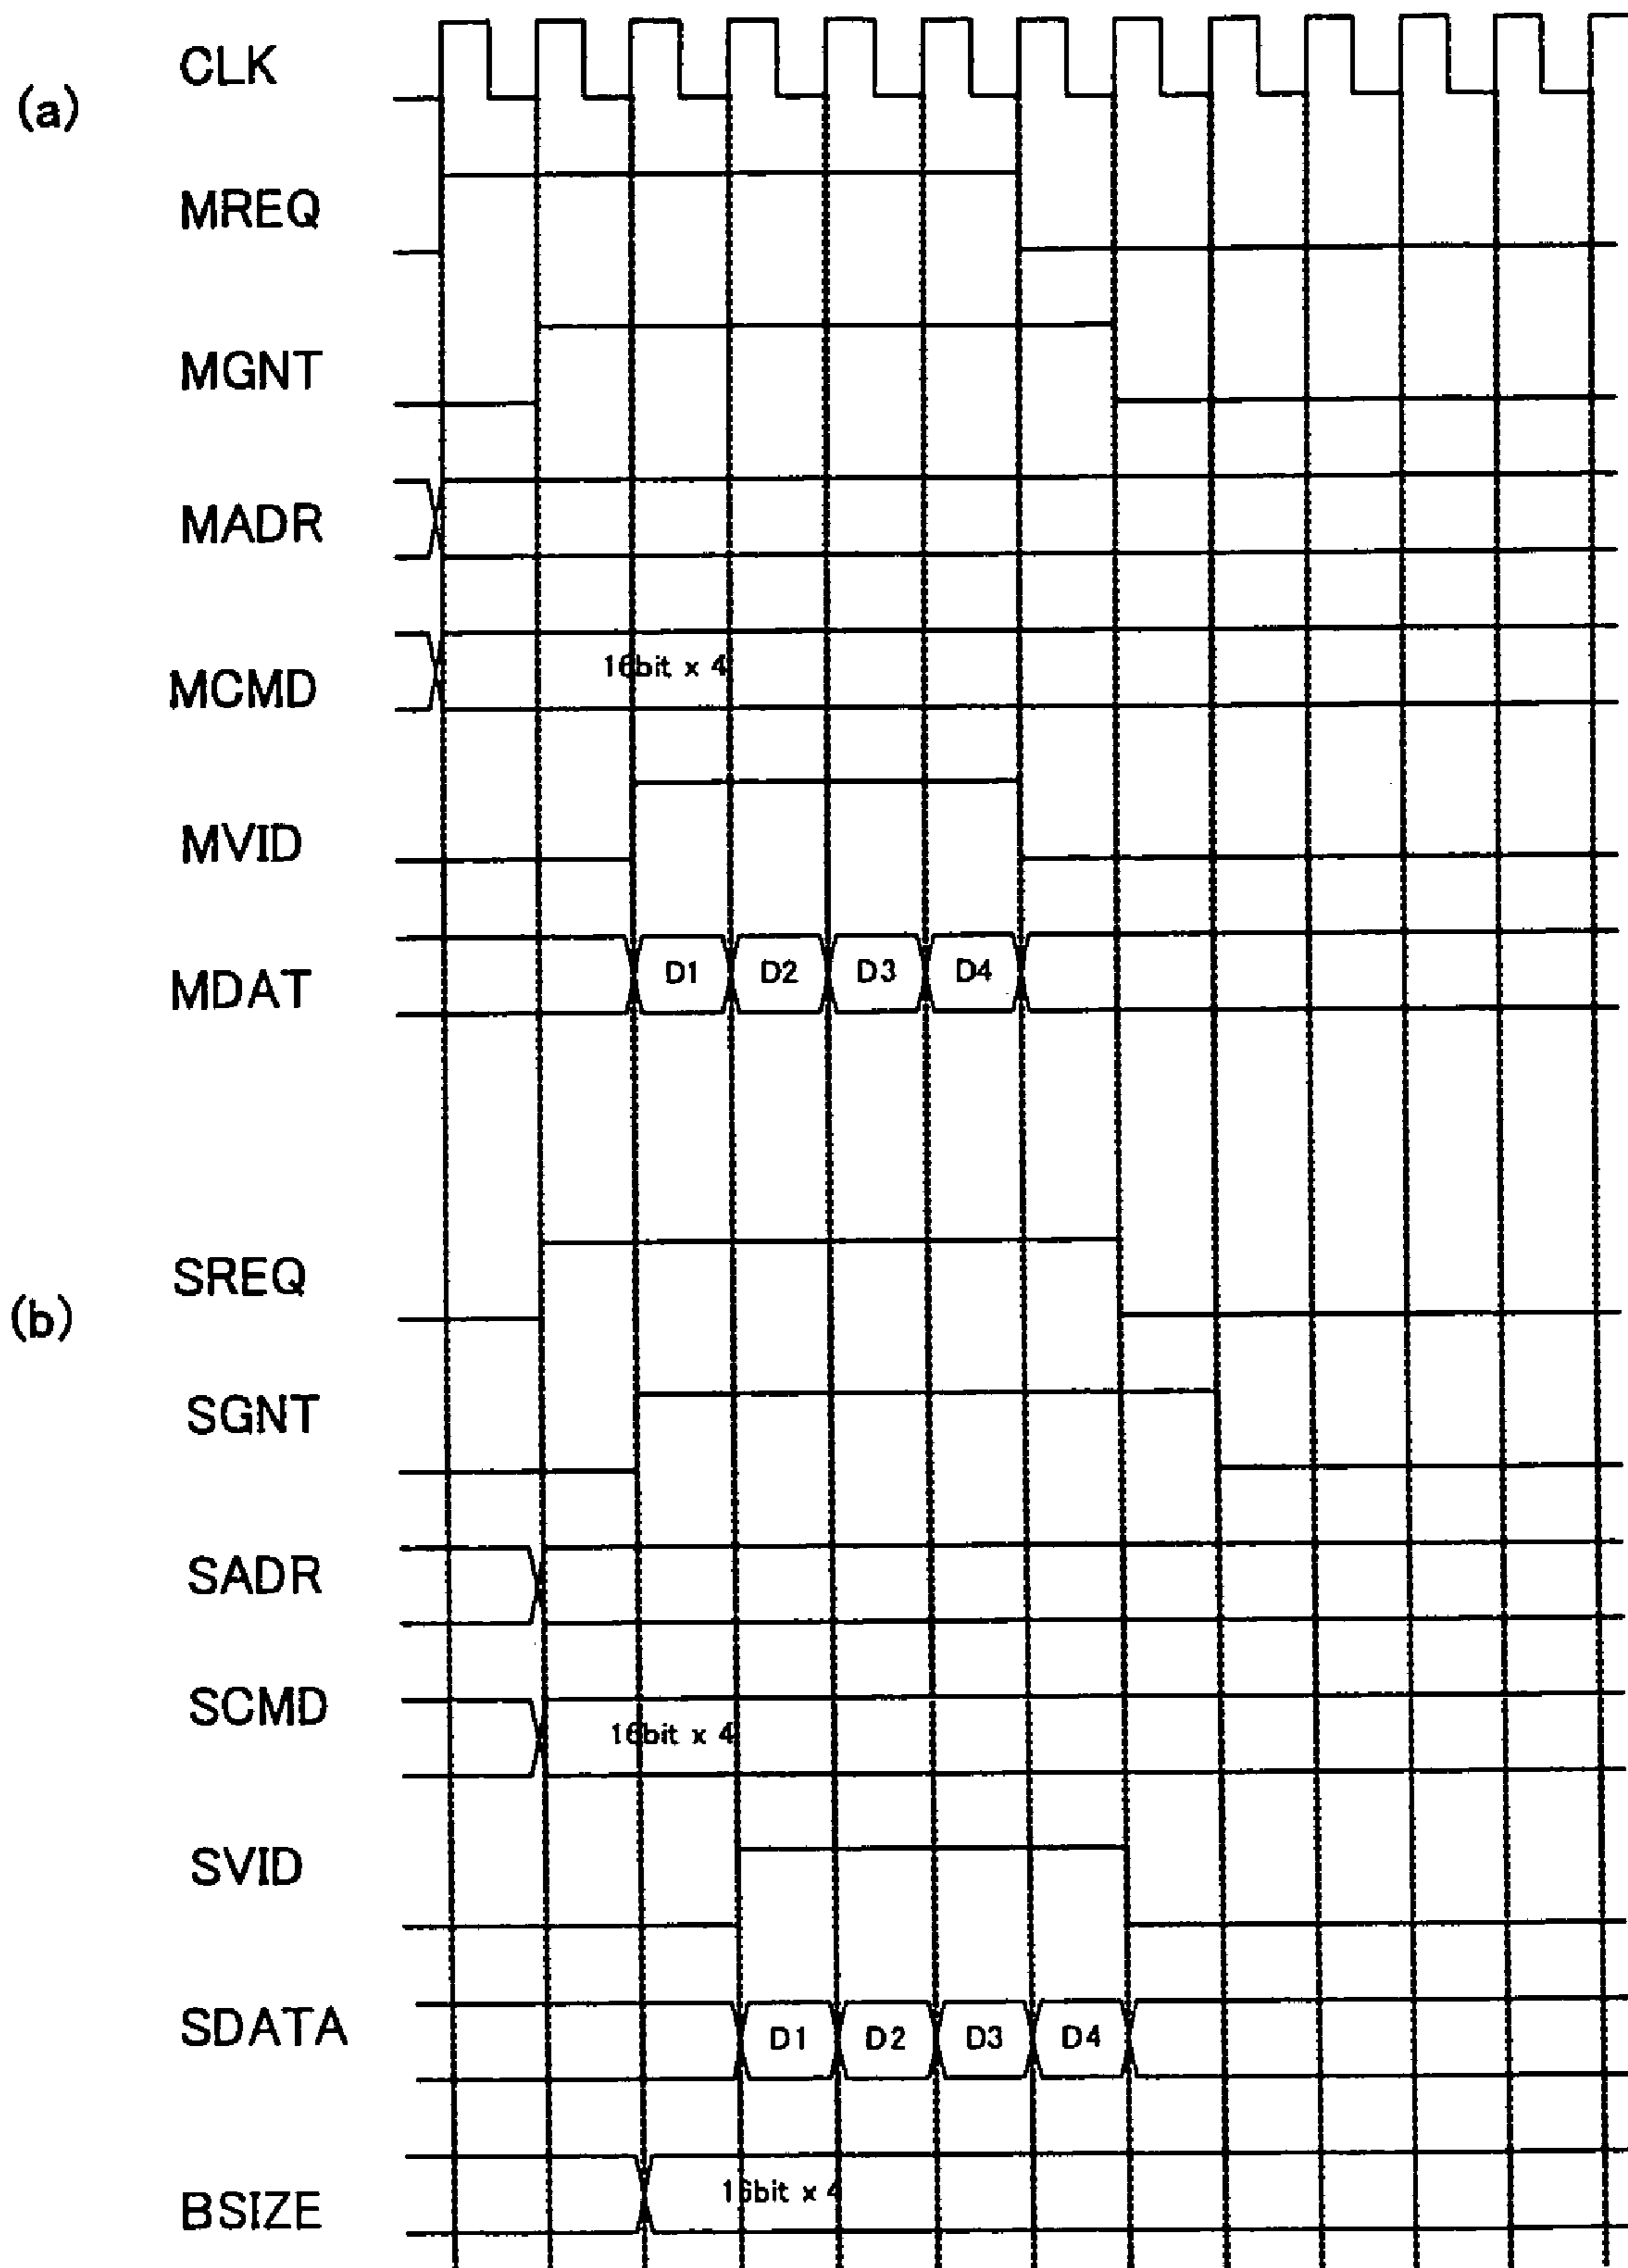 CLK
(a)
MREQ
MGNT
MADR
MCMD
16bit x 4
MVID
MDAT
D1 D2 D3 D4
SREQ
(b)
SGNT
SADR
SCMD
16bit x 4
SVID
SDATA
D1 D2 D3 D4
BSIZE
16bit x 4